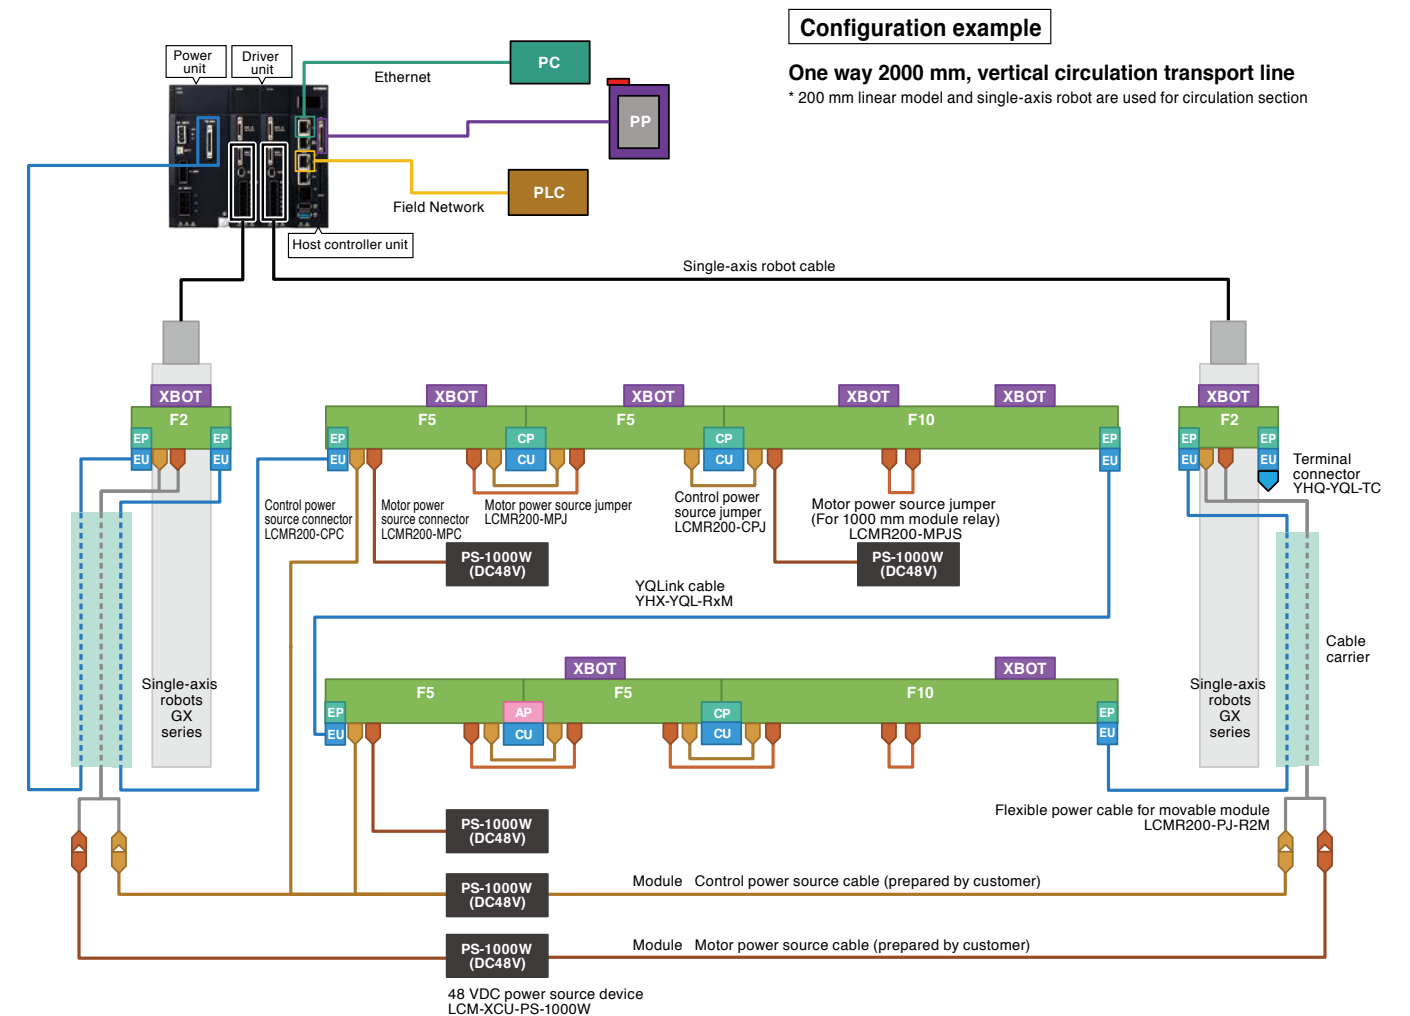 Configuration example
One way 2000 mm, vertical circulation transport line
* 200 mm linear model and single-axis robot are used for circulation section
Power
unit
Driver
unit
Ethernet
PC
PP
PLC
Field Network
Host controller unit
Single-axis robot cable
XBOT
F2
EP
EP
EU
EU
XBOT
XBOT
XBOT
XBOT
F5
F5
F10
EP
CP
CP
EP
EU
CU
CU
EU
XBOT
F2
EP
EP
EU
EU
Terminal
connector
YHQ-YQL-TC
Control power
source connector
LCMR200-CPC
Motor power
source connector
LCMR200-MPC
Motor power source jumper
LCMR200-MPJ
Control power
source jumper
LCMR200-CPJ
Motor power source jumper
(For 1000 mm module relay)
LCMR200-MPJS
PS-1000W
(DC48V)
PS-1000W
(DC48V)
YQLink cable
YHX-YQL-RxM
Cable
carrier
XBOT
XBOT
F5
F5
F10
EP
AP
CP
EP
EU
CU
CU
EU
Single-axis
robots
GX
series
Single-axis
robots
GX
series
Flexible power cable for movable module
LCMR200-PJ-R2M
PS-1000W
(DC48V)
PS-1000W
(DC48V)
Module Control power source cable (prepared by customer)
PS-1000W
(DC48V)
Module Motor power source cable (prepared by customer)
48 VDC power source device
LCM-XCU-PS-1000W